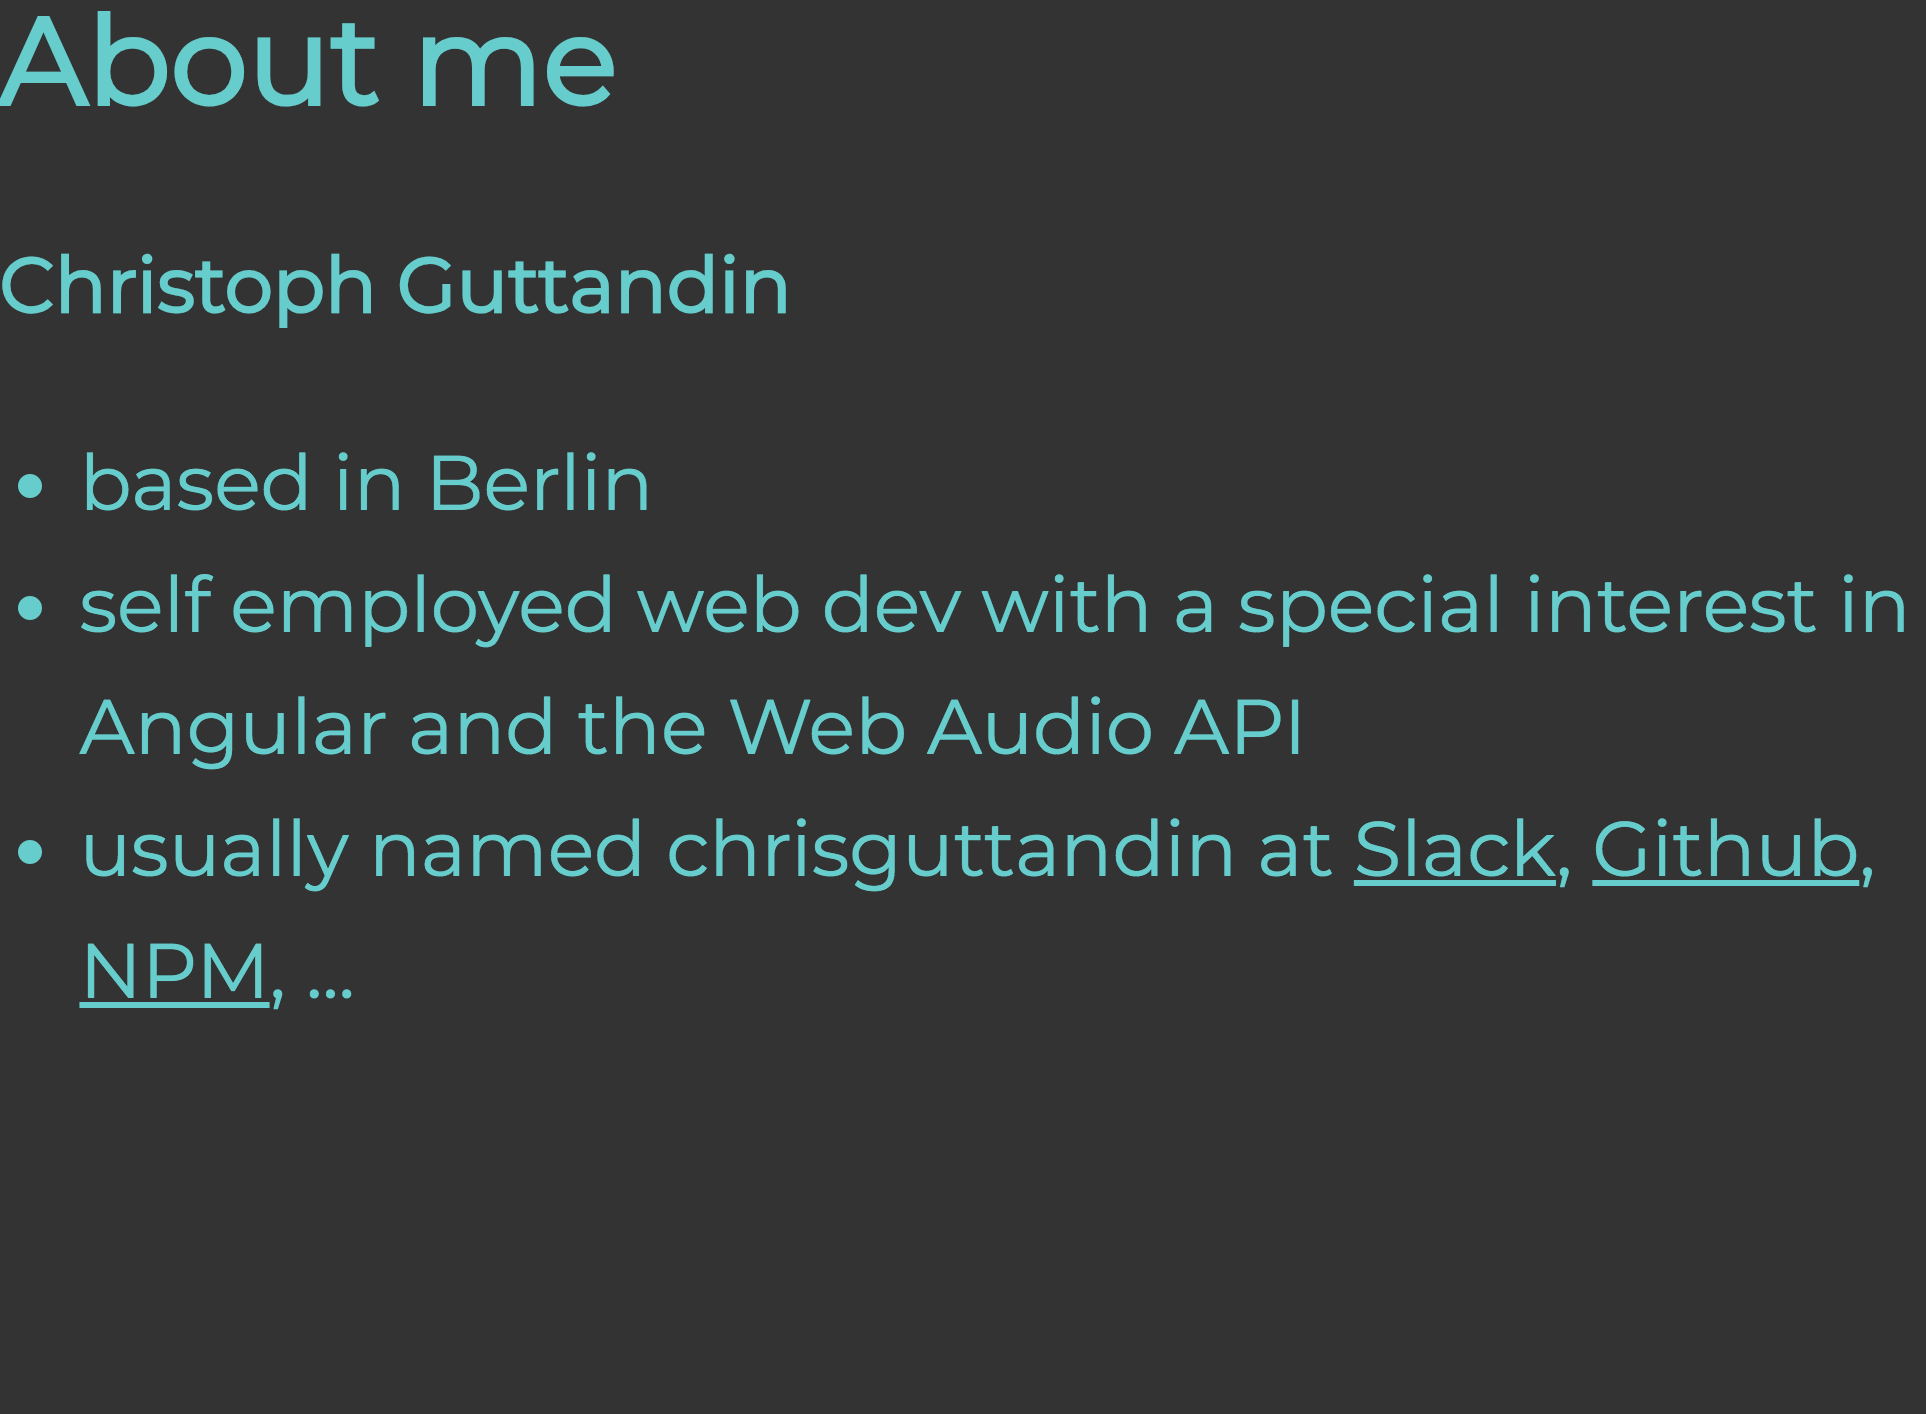 About me
Christoph Guttandin
• based in Berlin
• self employed web dev with a special interest in
Angular and the Web Audio API
• usually named chrisguttandin at Slack, Github,
NPM, ...